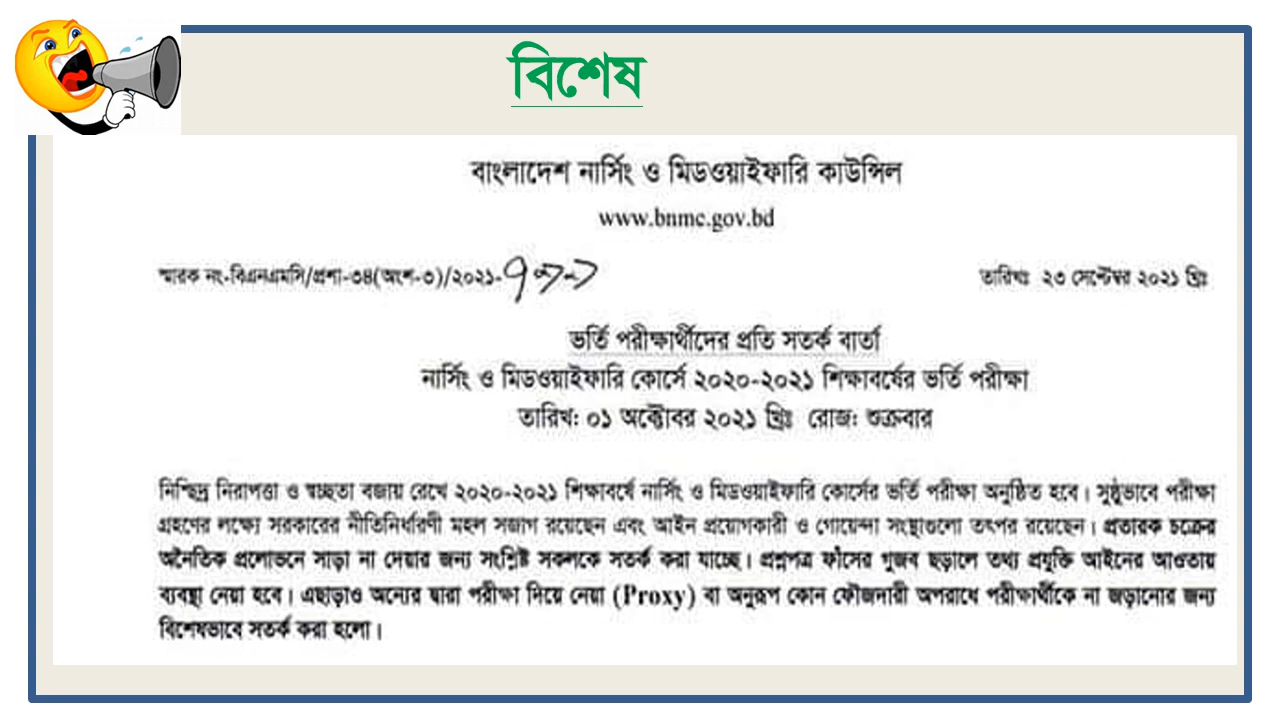 বিশেষ
বাংলাদেশ নার্সিং ও মিডওয়াইফারি কাউন্সিল
www.bnmc.gov.bd
স্মারক নং-বিএনএমসি/প্রশা-৩৪(অংশ-৩)/২০২১-
তারিখঃ ২৩ সেপ্টেম্বর ২০২১ খ্রিঃ
ভর্তি পরীক্ষার্থীদের প্রতি সতর্ক বার্তা
নার্সিং ও মিডওয়াইফারি কোর্সে ২০২০-২০২১ শিক্ষাবর্ষের ভর্তি পরীক্ষা
তারিখ: ০১ অক্টোবর ২০২১ খ্রিঃ রোজ: শুক্রবার
নিশ্ছিদ্র নিরাপত্তা ও স্বচ্ছতা বজায় রেখে ২০২০-২০২১ শিক্ষাবর্ষে নার্সিং ও মিডওয়াইফারি কোর্সের ভর্তি পরীক্ষা অনুষ্ঠিত হবে। সুষ্ঠুভাবে পরীক্ষা
গ্রহণের লক্ষ্যে সরকারের নীতিনির্ধারণী মহল সজাগ রয়েছেন এবং আইন প্রয়োগকারী ও গোয়েন্দা সংস্থাগুলো তৎপর রয়েছেন। প্রতারক চক্রের
অনৈতিক প্রলোভনে সাড়া না দেয়ার জন্য সংশ্লিষ্ট সকলকে সতর্ক করা যাচ্ছে। প্রশ্নপত্র ফাঁসের গুজব ছড়ালে তথ্য প্রযুক্তি আইনের আওতায়
ব্যবস্থা নেয়া হবে। এছাড়াও অন্যের দ্বারা পরীক্ষা দিয়ে নেয়া (Proxy) বা অনুরূপ কোন ফৌজদারী অপরাধে পরীক্ষার্থীকে না জড়ানোর জন্য
বিশেষভাবে সতর্ক করা হলো।